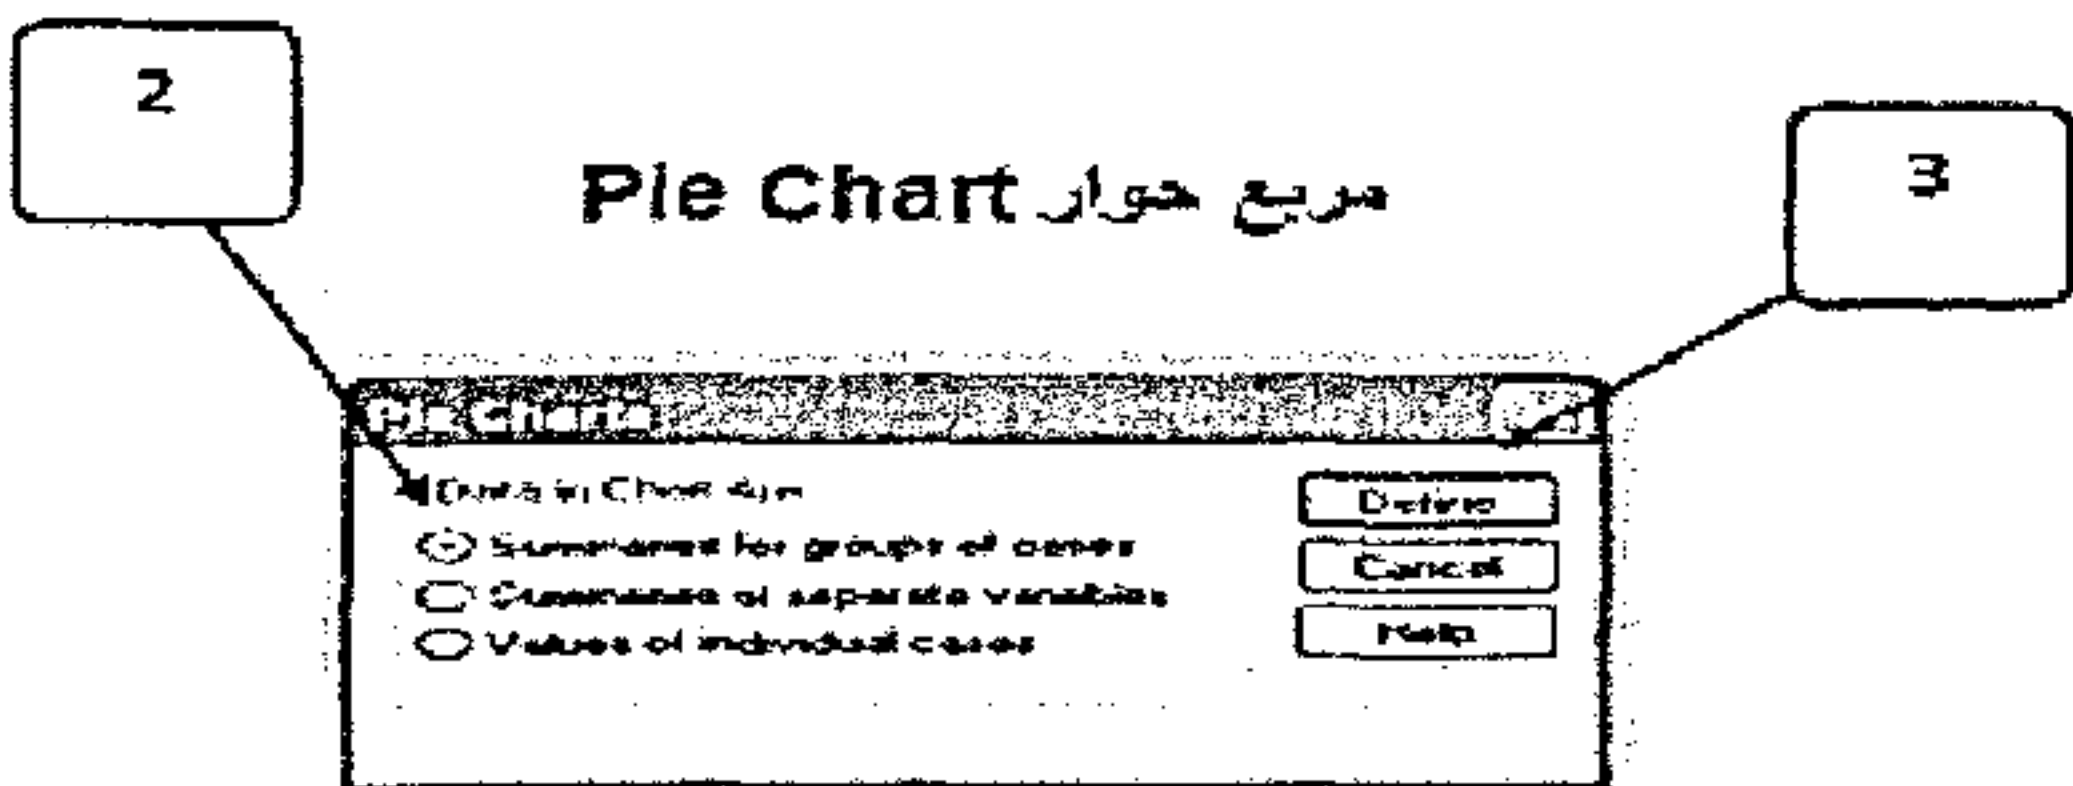 2
3
مربع حوار Pie Chart
Pie Charts
Data in Chart Are
Summaries for groups of cases
Summaries of separate variables
Values of individual cases
Define
Cancel
Help